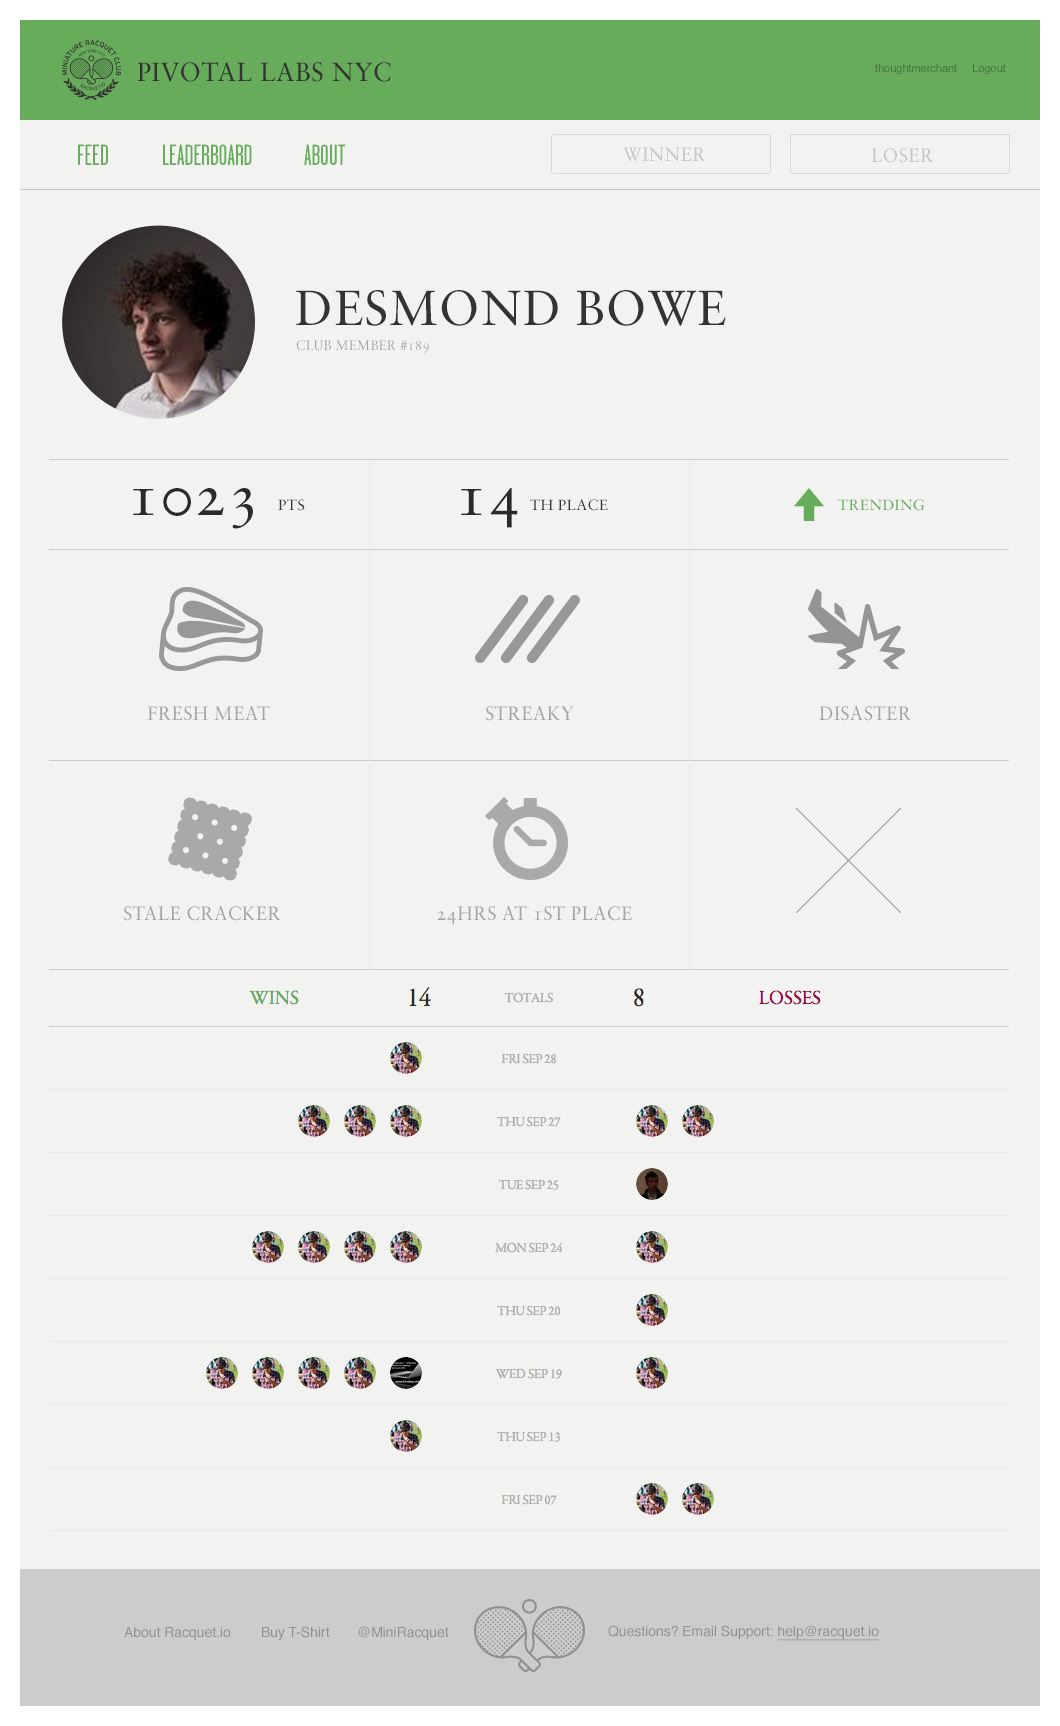 MINIATURE RACQUET CLUB
NEW YORK CITY
RACQUET.IO
PIVOTAL LABS NYC
thoughtmerchant Logout
FEED LEADERBOARD ABOUT WINNER LOSER
DESMOND BOWE
CLUB MEMBER #189
1023 PTS 14 TH PLACE TRENDING
FRESH MEAT STREAKY DISASTER
STALE CRACKER 24HRS AT 1ST PLACE
WINS 14 TOTALS 8 LOSSES
FRI SEP 28
THU SEP 27
TUE SEP 25
MON SEP 24
THU SEP 20
WED SEP 19
THU SEP 13
FRI SEP 07
About Racquet.io Buy T-Shirt @MiniRacquet Questions? Email Support: help@racquet.io